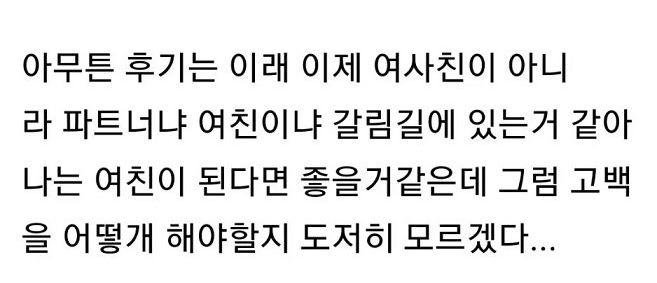 아무튼 후기는 이래 이제 여사친이 아니
라 파트너냐 여친이냐 갈림길에 있는거 같아
나는 여친이 된다면 좋을거같은데 그럼 고백
을 어떻개 해야할지 도저히 모르겠다...